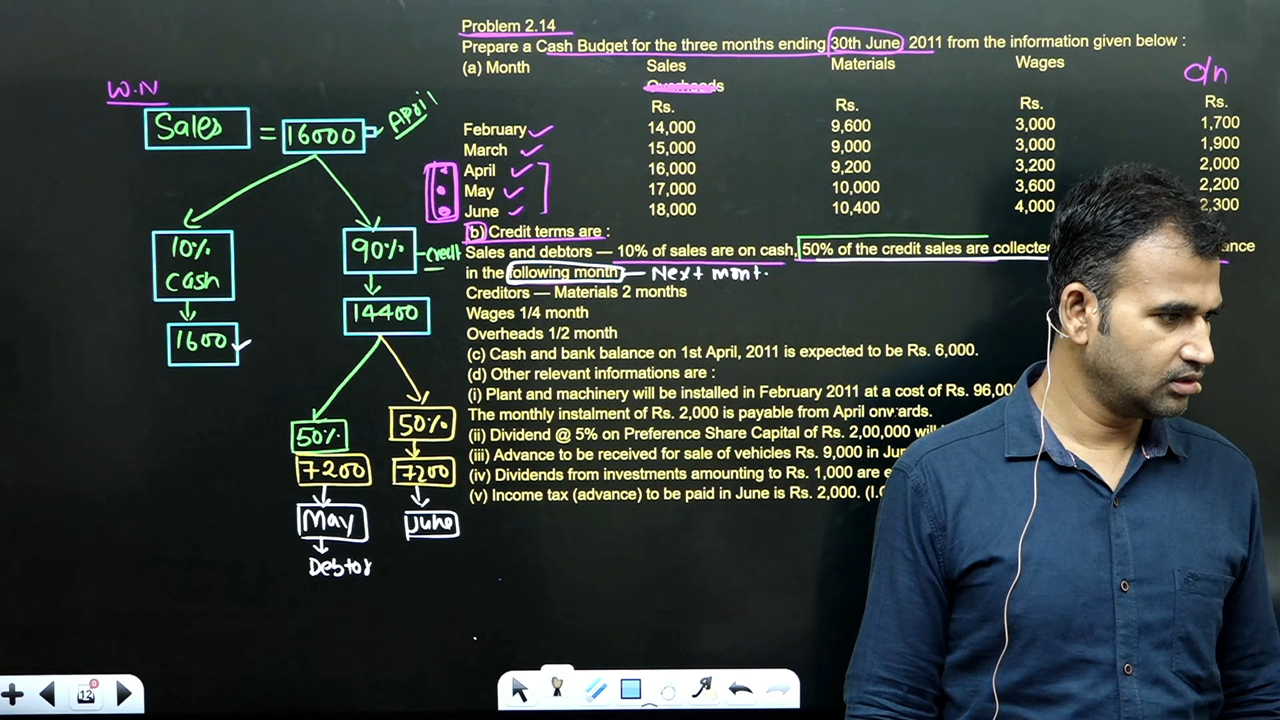 Problem 2.14
Prepare a Cash Budget for the three months ending 30th June 2011 from the information given below :
(a) Month Sales Materials Wages o/n
Overheads
Rs. Rs. Rs. Rs.
February 14,000 9,600 3,000 1,700
March 15,000 9,000 3,000 1,900
April 16,000 9,200 3,200 2,000
May 17,000 10,000 3,600 2,200
June 18,000 10,400 4,000 2,300
b) Credit terms are :
Sales and debtors — 10% of sales are on cash, 50% of the credit sales are collected
in the following month — Next mont.
Creditors — Materials 2 months
Wages 1/4 month
Overheads 1/2 month
(c) Cash and bank balance on 1st April, 2011 is expected to be Rs. 6,000.
(d) Other relevant informations are :
(i) Plant and machinery will be installed in February 2011 at a cost of Rs. 96,00
The monthly instalment of Rs. 2,000 is payable from April onwards.
(ii) Dividend @ 5% on Preference Share Capital of Rs. 2,00,000
(iii) Advance to be received for sale of vehicles Rs. 9,000 in
(iv) Dividends from investments amounting to Rs. 1,000 are
(v) Income tax (advance) to be paid in June is Rs. 2,000.
W.N
Sales = 16000 April
10% cash
1600
90% credit
14400
50% 50%
7200 7200
May June
Debtor
12